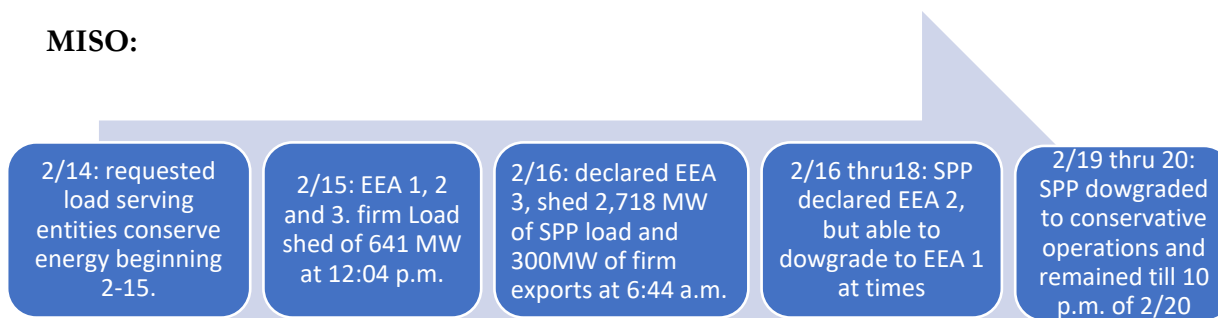 MISO:
2/14: requested
load serving
entities conserve
energy beginning
2-15.
2/15: EEA 1, 2
and 3. firm Load
shed of 641 MW
at 12:04 p.m.
2/16: declared EEA
3, shed 2,718 MW
of SPP load and
300MW of firm
exports at 6:44 a.m.
2/16 thru18: SPP
declared EEA 2,
but able to
dowgrade to EEA 1
at times
2/19 thru 20:
SPP dowgraded
to conservative
operations and
remained till 10
p.m. of 2/20